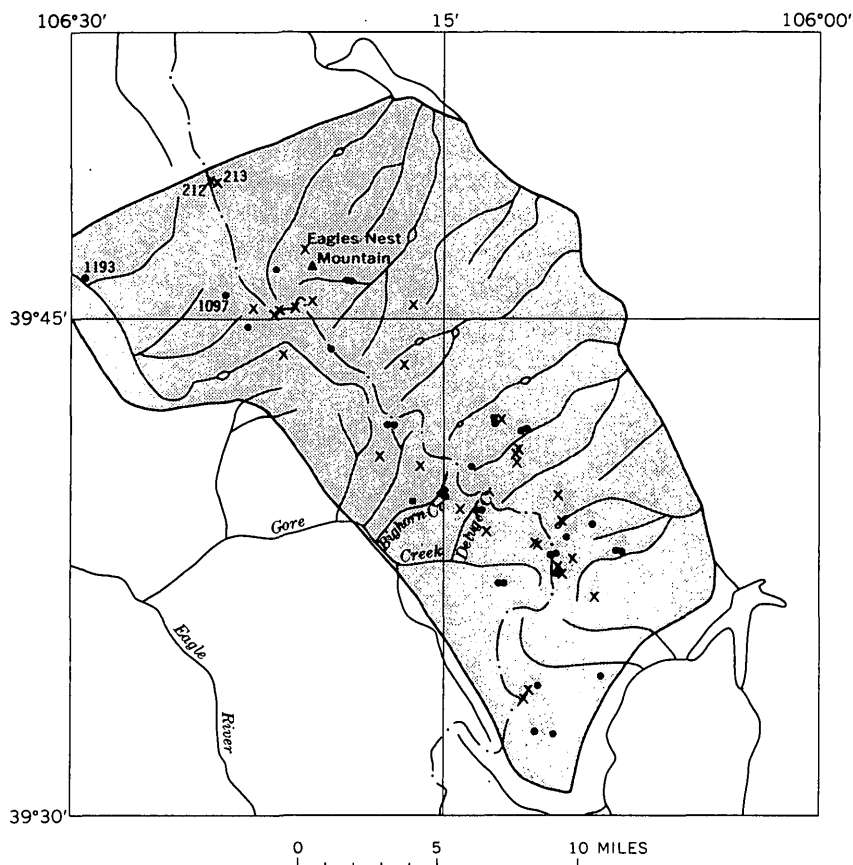 106°30′
15′
106°00′
212
213
Eagles Nest
Mountain
1193
1097
39°45′
Bighorn Cr
Deluge Cr
Gore
Creek
Eagle
River
39°30′
0 5 10 MILES